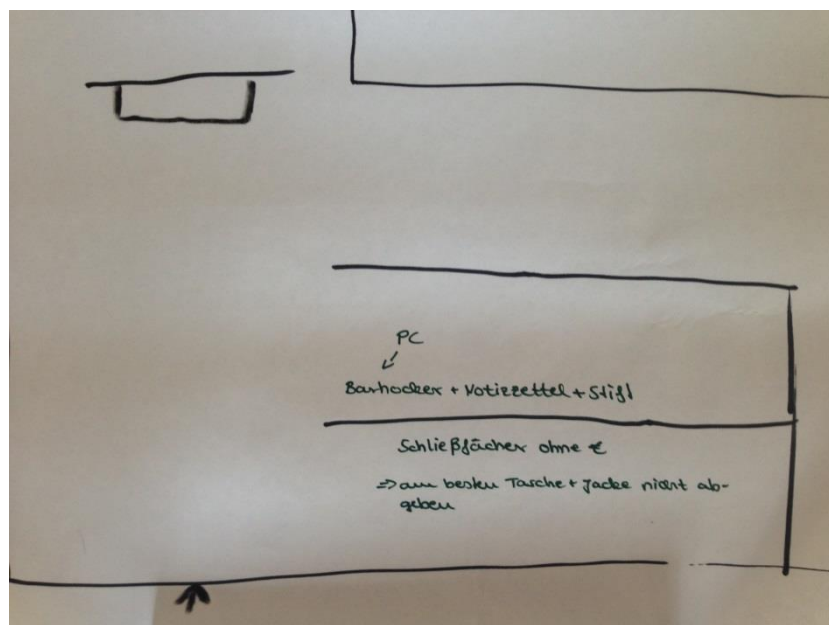 PC
Barhocker + Notizzettel + Stift
Schließfächer ohne €
=> am besten Tasche + Jacke nicht ab-
geben